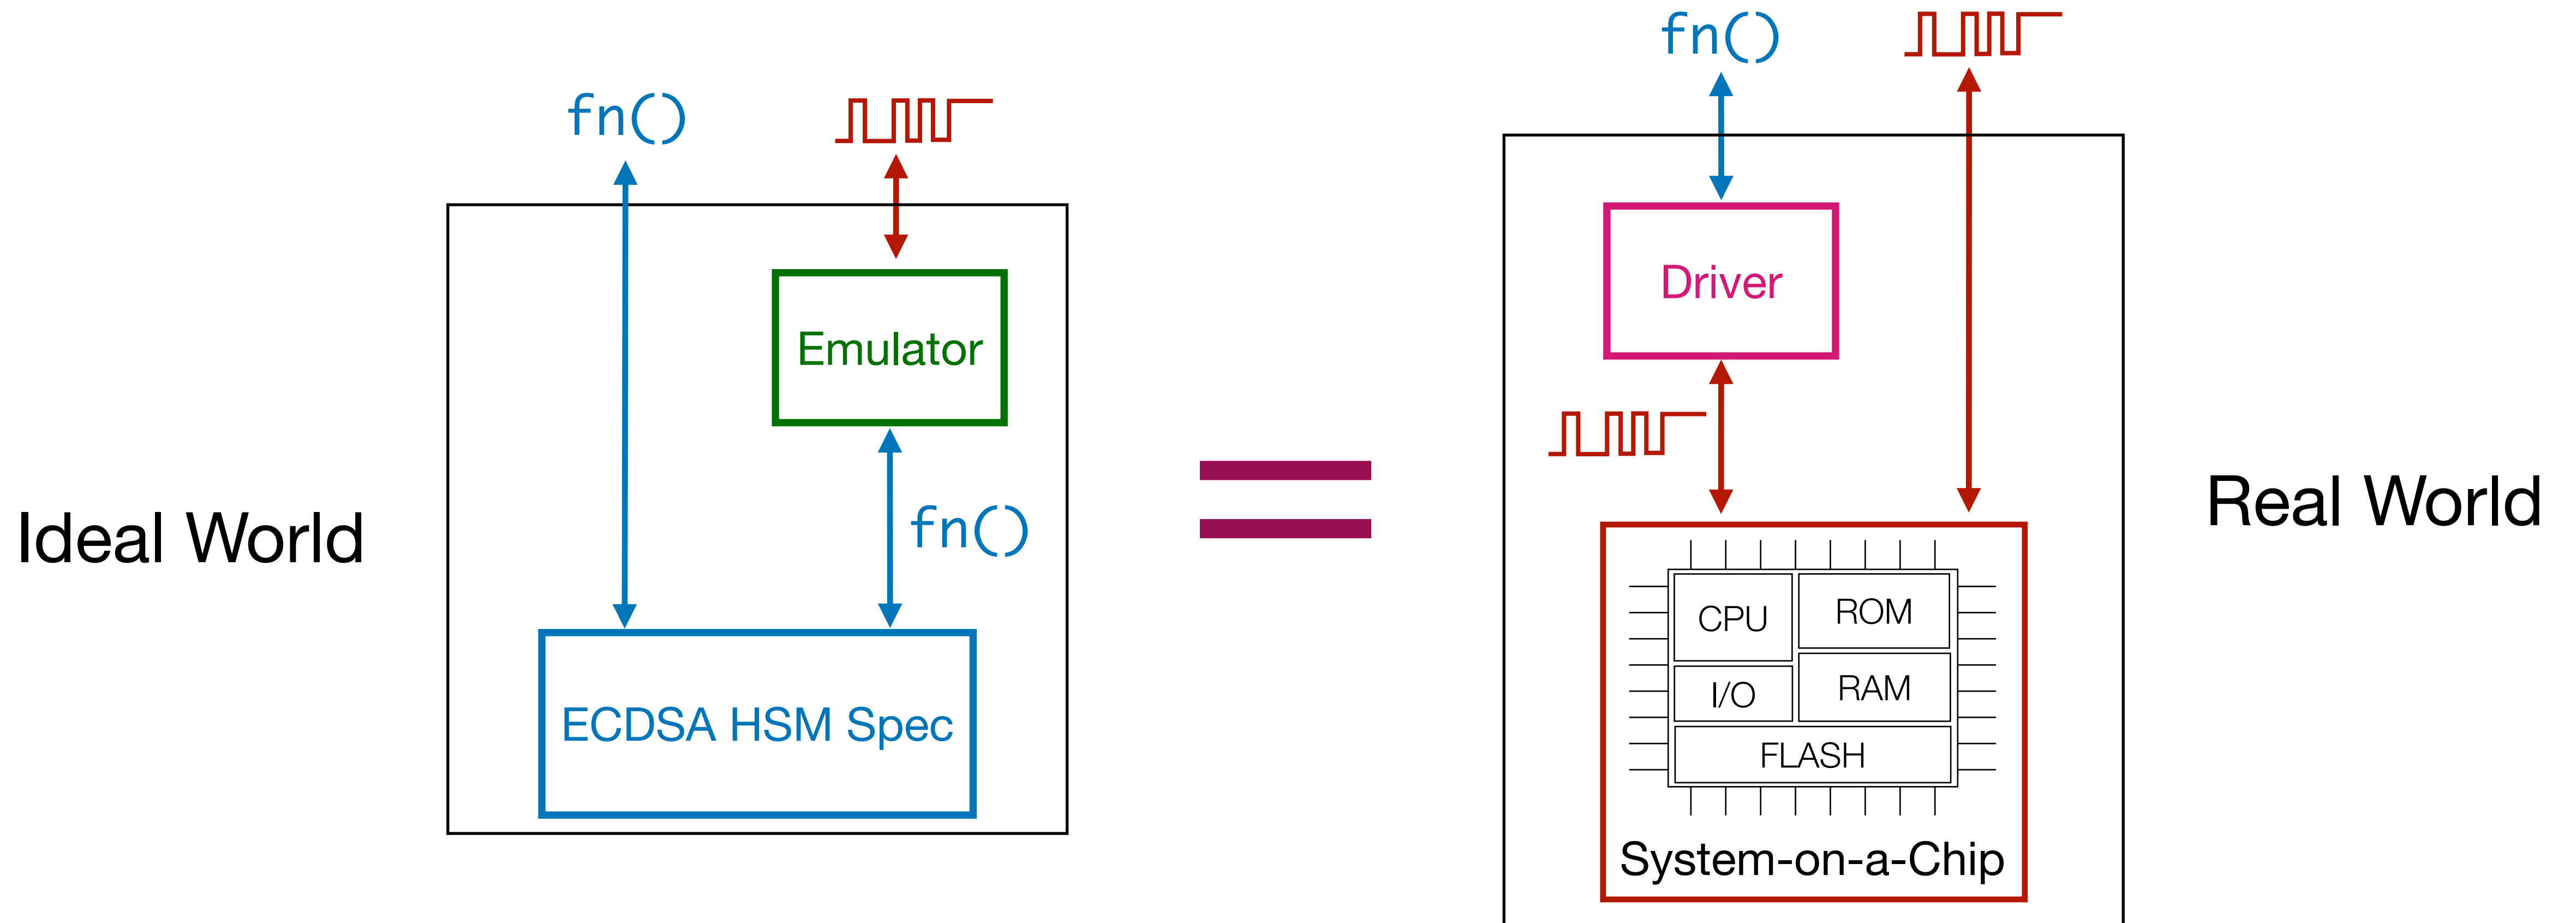 fn()
Emulator
fn()
ECDSA HSM Spec
Ideal World
fn()
Driver
CPU
ROM
I/O
RAM
FLASH
System-on-a-Chip
Real World